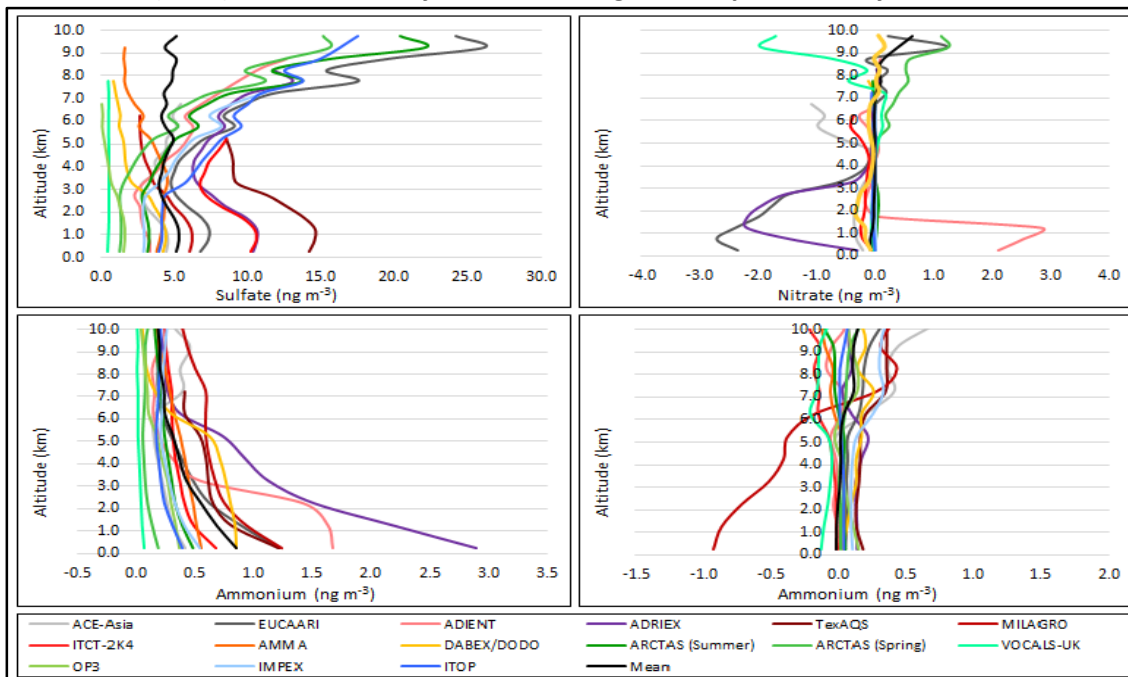 10.0
9.0
8.0
7.0
6.0
5.0
4.0
3.0
2.0
1.0
0.0
Altitude (km)
0.0 5.0 10.0 15.0 20.0 25.0 30.0
Sulfate (ng m-3)
10.0
9.0
8.0
7.0
6.0
5.0
4.0
3.0
2.0
1.0
0.0
Altitude (km)
-4.0 -3.0 -2.0 -1.0 0.0 1.0 2.0 3.0 4.0
Nitrate (ng m-3)
10.0
9.0
8.0
7.0
6.0
5.0
4.0
3.0
2.0
1.0
0.0
Altitude (km)
-0.5 0.0 0.5 1.0 1.5 2.0 2.5 3.0 3.5
Ammonium (ng m-3)
10.0
9.0
8.0
7.0
6.0
5.0
4.0
3.0
2.0
1.0
0.0
Altitude (km)
-1.5 -1.0 -0.5 0.0 0.5 1.0 1.5 2.0
Ammonium (ng m-3)
ACE-Asia EUCAARI ADIENT ADRIEX TexAQS MILAGRO
ITCT-2K4 AMMA DABEX/DODO ARCTAS (Summer) ARCTAS (Spring) VOCALS-UK
OP3 IMPEX ITOP Mean